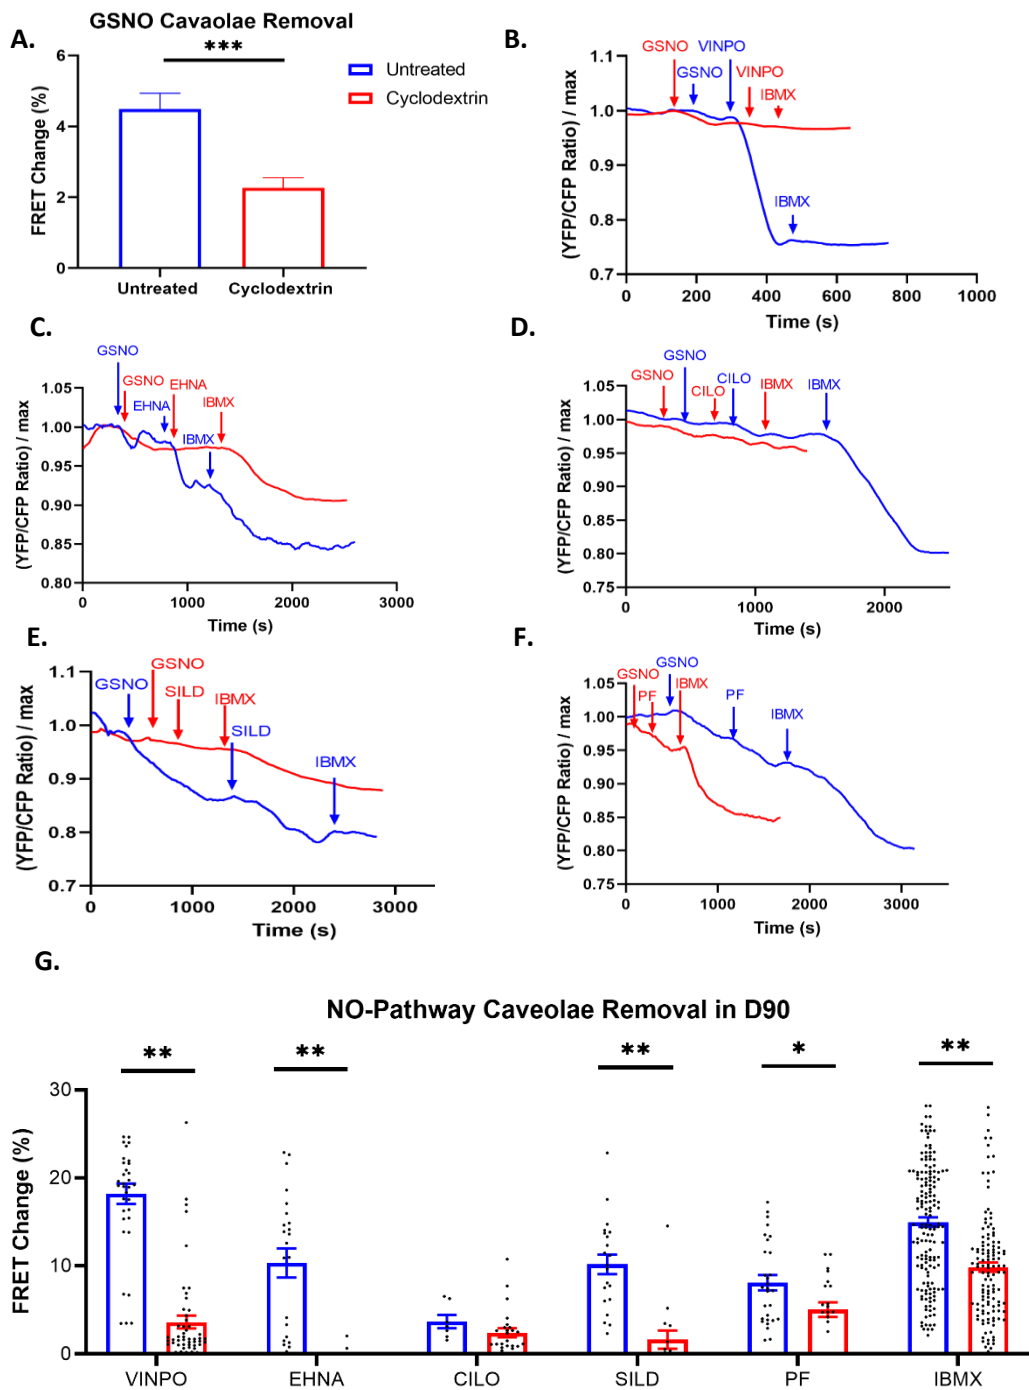 A.
GSNO Cavaolae Removal
***
FRET Change (%)
6
4
2
0
Untreated
Cyclodextrin
Untreated
Cyclodextrin
B.
(YFP/CFP Ratio) / max
1.1
1.0
0.9
0.8
0.7
GSNO
VINPO
GSNO
VINPO
IBMX
IBMX
0 200 400 600 800 1000
Time (s)
C.
(YFP/CFP Ratio) / max
1.05
1.00
0.95
0.90
0.85
0.80
GSNO
GSNO
EHNA
EHNA
IBMX
IBMX
0 1000 2000 3000
Time (s)
D.
(YFP/CFP Ratio) / max
1.05
1.00
0.95
0.90
0.85
0.80
0.75
GSNO
GSNO
CILO
CILO
IBMX
IBMX
0 1000 2000
Time (s)
E.
(YFP/CFP Ratio) / max
1.1
1.0
0.9
0.8
0.7
GSNO
GSNO
SILD
IBMX
SILD
IBMX
0 1000 2000 3000
Time (s)
F.
(YFP/CFP Ratio) / max
1.05
1.00
0.95
0.90
0.85
0.80
0.75
GSNO
GSNO
PF
IBMX
PF
IBMX
0 1000 2000 3000
Time (s)
G.
NO-Pathway Caveolae Removal in D90
** ** ** * **
FRET Change (%)
30
20
10
0
VINPO EHNA CILO SILD PF IBMX